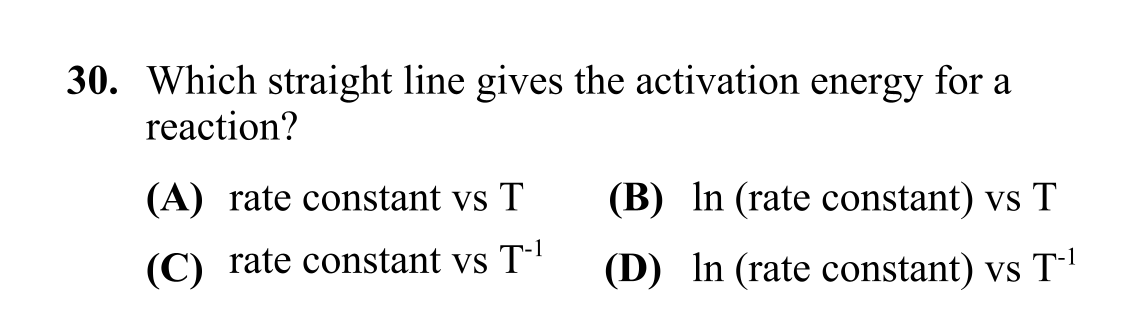 30. Which straight line gives the activation energy for a
reaction?
(A) rate constant vs T (B) ln (rate constant) vs T
(C) rate constant vs T⁻¹ (D) ln (rate constant) vs T⁻¹